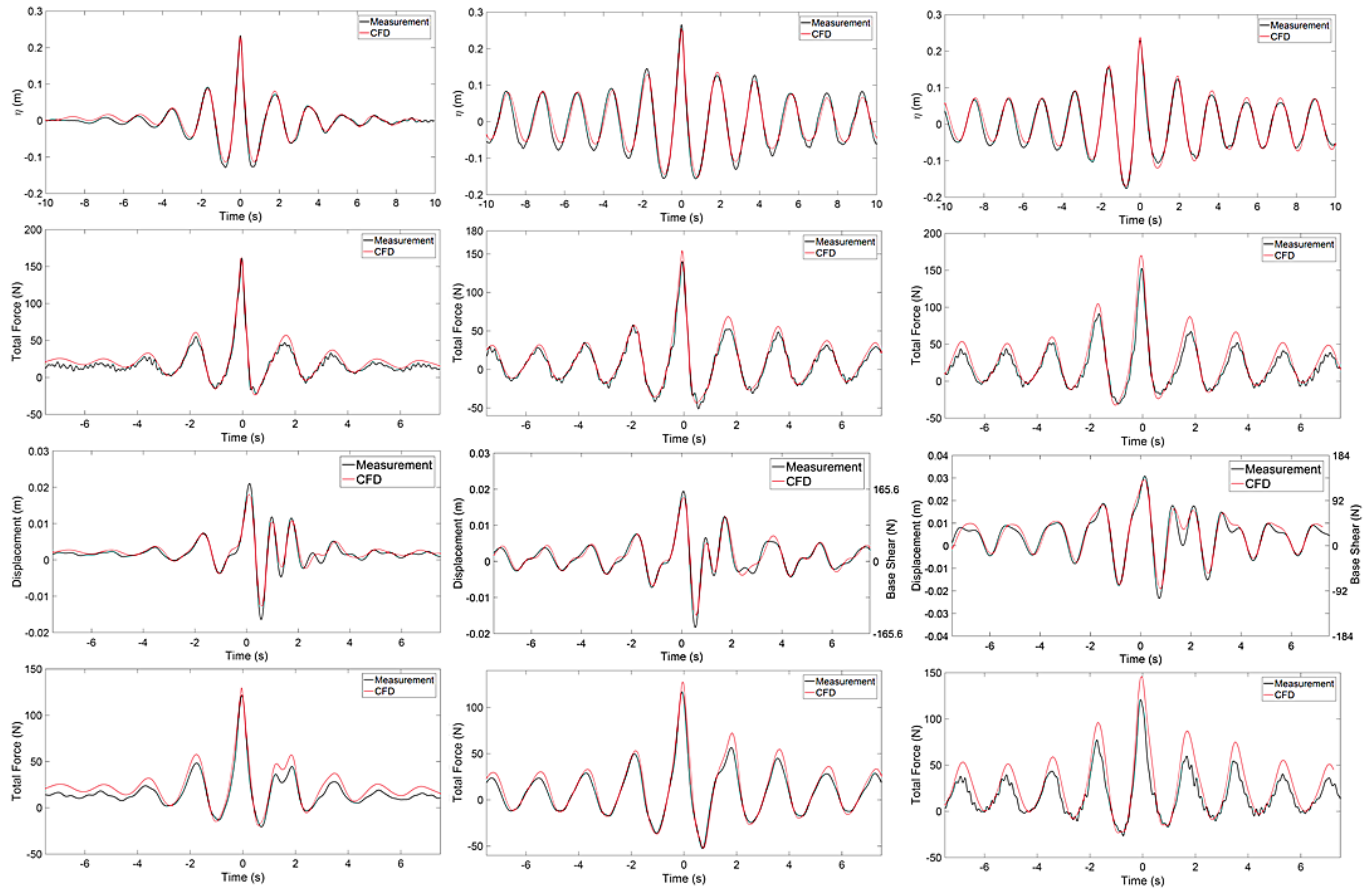 0.3
0.2
0.1
0
-0.1
0.2
η (m)
-10 -8 -6 -4 -2 0 2 4 6 8 10
Time (s)
Measurement
CFD
0.3
0.2
0.1
0
-0.1
0.2
η (m)
-10 -8 -6 -4 -2 0 2 4 6 8 10
Time (s)
Measurement
CFD
0.3
0.2
0.1
0
-0.1
0.2
η (m)
-10 -8 -6 -4 -2 0 2 4 6 8 10
Time (s)
Measurement
CFD
200
150
100
50
0
-50
Total Force (N)
-6 -4 -2 0 2 4 6
Time (s)
Measurement
CFD
180
150
100
50
0
-50
Total Force (N)
-6 -4 -2 0 2 4 6
Time (s)
Measurement
CFD
200
150
100
50
0
-50
Total Force (N)
-6 -4 -2 0 2 4 6
Time (s)
Measurement
CFD
0.03
0.02
0.01
0
-0.01
0.02
Displacement (m)
-6 -4 -2 0 2 4 6
Time (s)
Measurement
CFD
0.03
0.02
0.01
0
-0.01
0.02
Displacement (m)
-6 -4 -2 0 2 4 6
Time (s)
Measurement
CFD
165.6
0
-165.6
Base Shear (N)
0.04
0.03
0.02
0.01
0
-0.01
0.02
-0.03
0.04
Displacement (m)
-6 -4 -2 0 2 4 6
Time (s)
Measurement
CFD
184
92
0
-92
-184
Base Shear (N)
150
100
50
0
-50
Total Force (N)
-6 -4 -2 0 2 4 6
Time (s)
Measurement
CFD
100
50
0
-50
Total Force (N)
-6 -4 -2 0 2 4 6
Time (s)
Measurement
CFD
150
100
50
0
-50
Total Force (N)
-6 -4 -2 0 2 4 6
Time (s)
Measurement
CFD